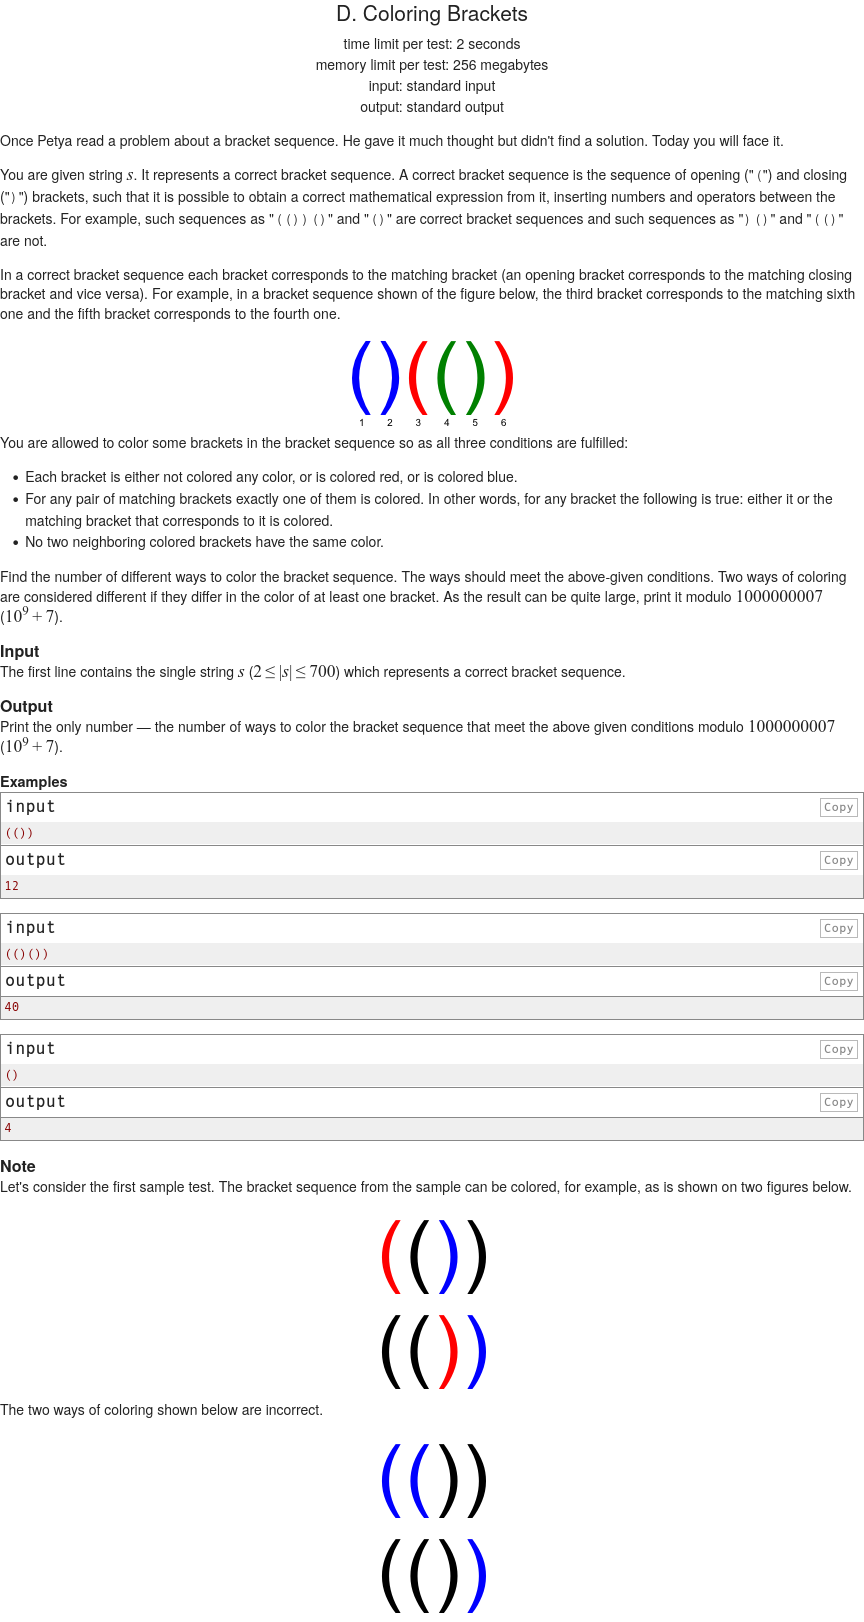 D. Coloring Brackets
time limit per test: 2 seconds
memory limit per test: 256 megabytes
input: standard input
output: standard output
Once Petya read a problem about a bracket sequence. He gave it much thought but didn't find a solution. Today you will face it.
You are given string s. It represents a correct bracket sequence. A correct bracket sequence is the sequence of opening ("(") and closing
(")") brackets, such that it is possible to obtain a correct mathematical expression from it, inserting numbers and operators between the
brackets. For example, such sequences as "(())()" and "()" are correct bracket sequences and such sequences as ")()" and "(()"
are not.
In a correct bracket sequence each bracket corresponds to the matching bracket (an opening bracket corresponds to the matching closing
bracket and vice versa). For example, in a bracket sequence shown of the figure below, the third bracket corresponds to the matching sixth
one and the fifth bracket corresponds to the fourth one.
()(())
1 2 3 4 5 6
You are allowed to color some brackets in the bracket sequence so as all three conditions are fulfilled:
• Each bracket is either not colored any color, or is colored red, or is colored blue.
• For any pair of matching brackets exactly one of them is colored. In other words, for any bracket the following is true: either it or the
matching bracket that corresponds to it is colored.
• No two neighboring colored brackets have the same color.
Find the number of different ways to color the bracket sequence. The ways should meet the above-given conditions. Two ways of coloring
are considered different if they differ in the color of at least one bracket. As the result can be quite large, print it modulo 1000000007
(10^9 + 7).
Input
The first line contains the single string s (2 ≤ |s| ≤ 700) which represents a correct bracket sequence.
Output
Print the only number — the number of ways to color the bracket sequence that meet the above given conditions modulo 1000000007
(10^9 + 7).
Examples
input Copy
(())
output Copy
12
input Copy
(()())
output Copy
40
input Copy
()
output Copy
4
Note
Let's consider the first sample test. The bracket sequence from the sample can be colored, for example, as is shown on two figures below.
(())
(())
The two ways of coloring shown below are incorrect.
(())
(())